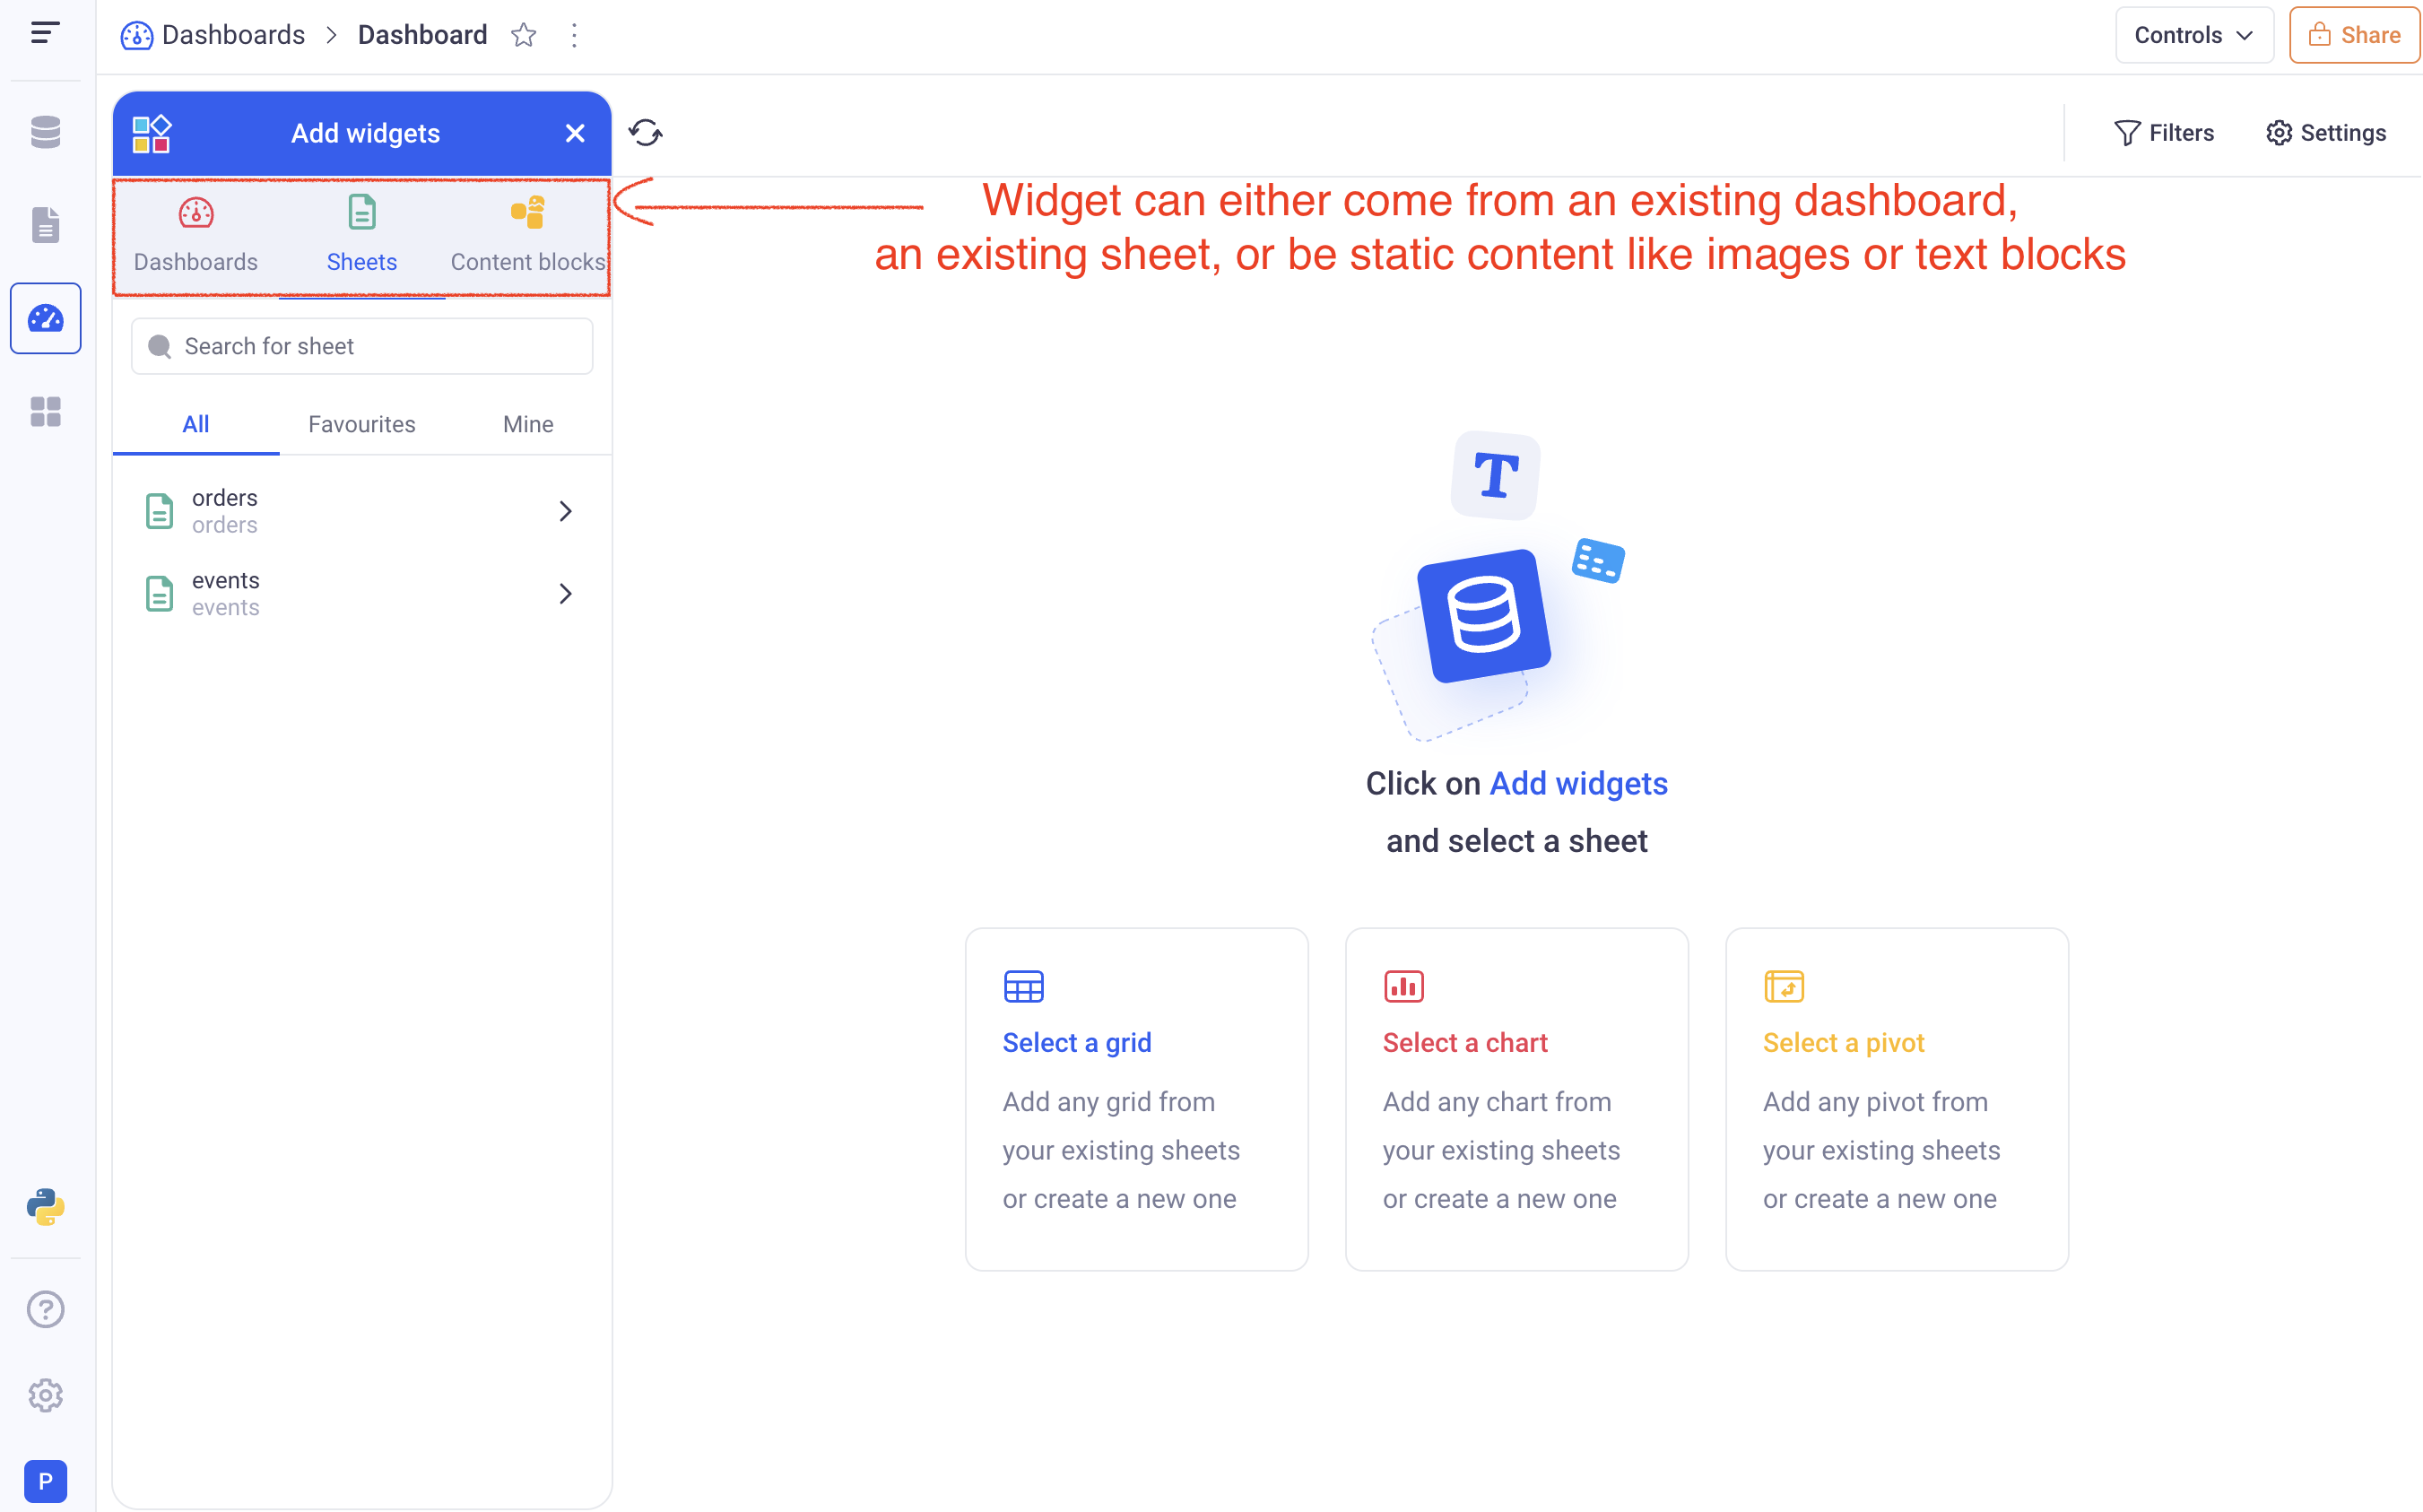 Dashboards > Dashboard
Controls
Share
Add widgets
Filters
Settings
Dashboards
Sheets
Content blocks
Widget can either come from an existing dashboard,
an existing sheet, or be static content like images or text blocks
Search for sheet
All
Favourites
Mine
orders
orders
events
events
T
Click on Add widgets
and select a sheet
Select a grid
Add any grid from
your existing sheets
or create a new one
Select a chart
Add any chart from
your existing sheets
or create a new one
Select a pivot
Add any pivot from
your existing sheets
or create a new one
P